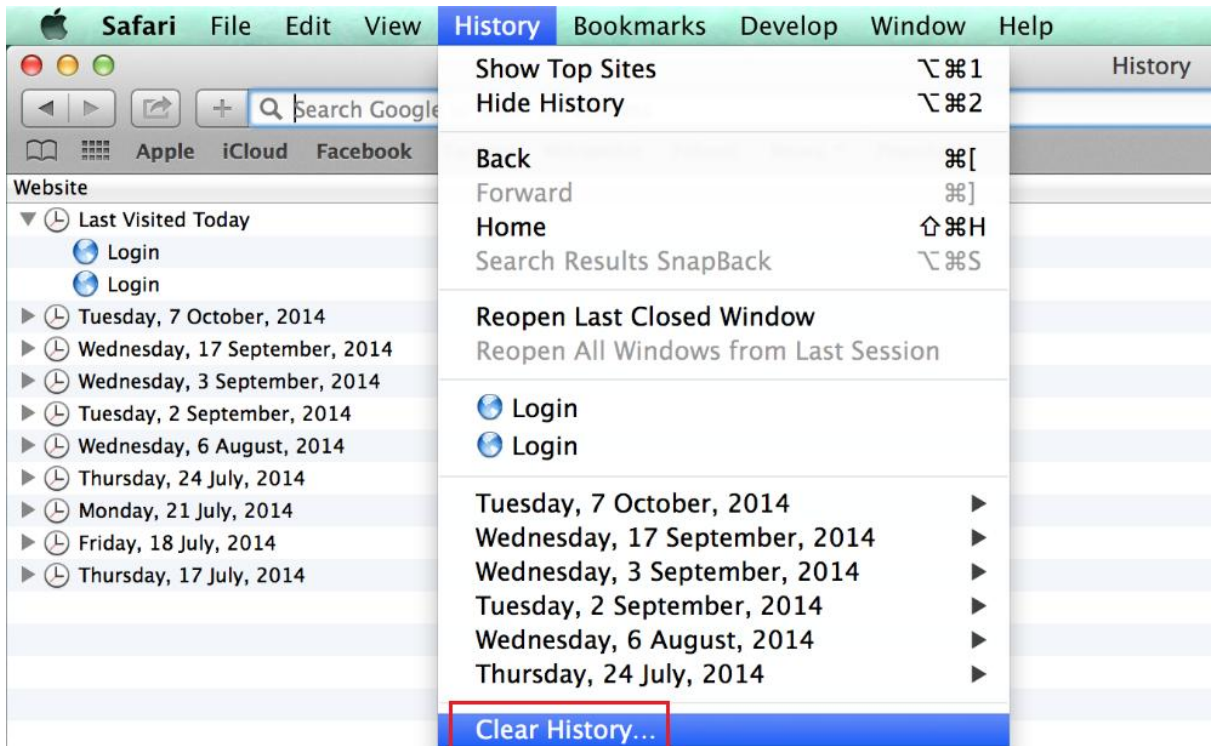 Safari File Edit View History Bookmarks Develop Window Help
History
Search Google
Apple iCloud Facebook
Website
Last Visited Today
Login
Login
Tuesday, 7 October, 2014
Wednesday, 17 September, 2014
Wednesday, 3 September, 2014
Tuesday, 2 September, 2014
Wednesday, 6 August, 2014
Thursday, 24 July, 2014
Monday, 21 July, 2014
Friday, 18 July, 2014
Thursday, 17 July, 2014
Show Top Sites ⌥⌘1
Hide History ⌥⌘2
Back ⌘[
Forward ⌘]
Home ⇧⌘H
Search Results SnapBack ⌥⌘S
Reopen Last Closed Window
Reopen All Windows from Last Session
Login
Login
Tuesday, 7 October, 2014
Wednesday, 17 September, 2014
Wednesday, 3 September, 2014
Tuesday, 2 September, 2014
Wednesday, 6 August, 2014
Thursday, 24 July, 2014
Clear History...